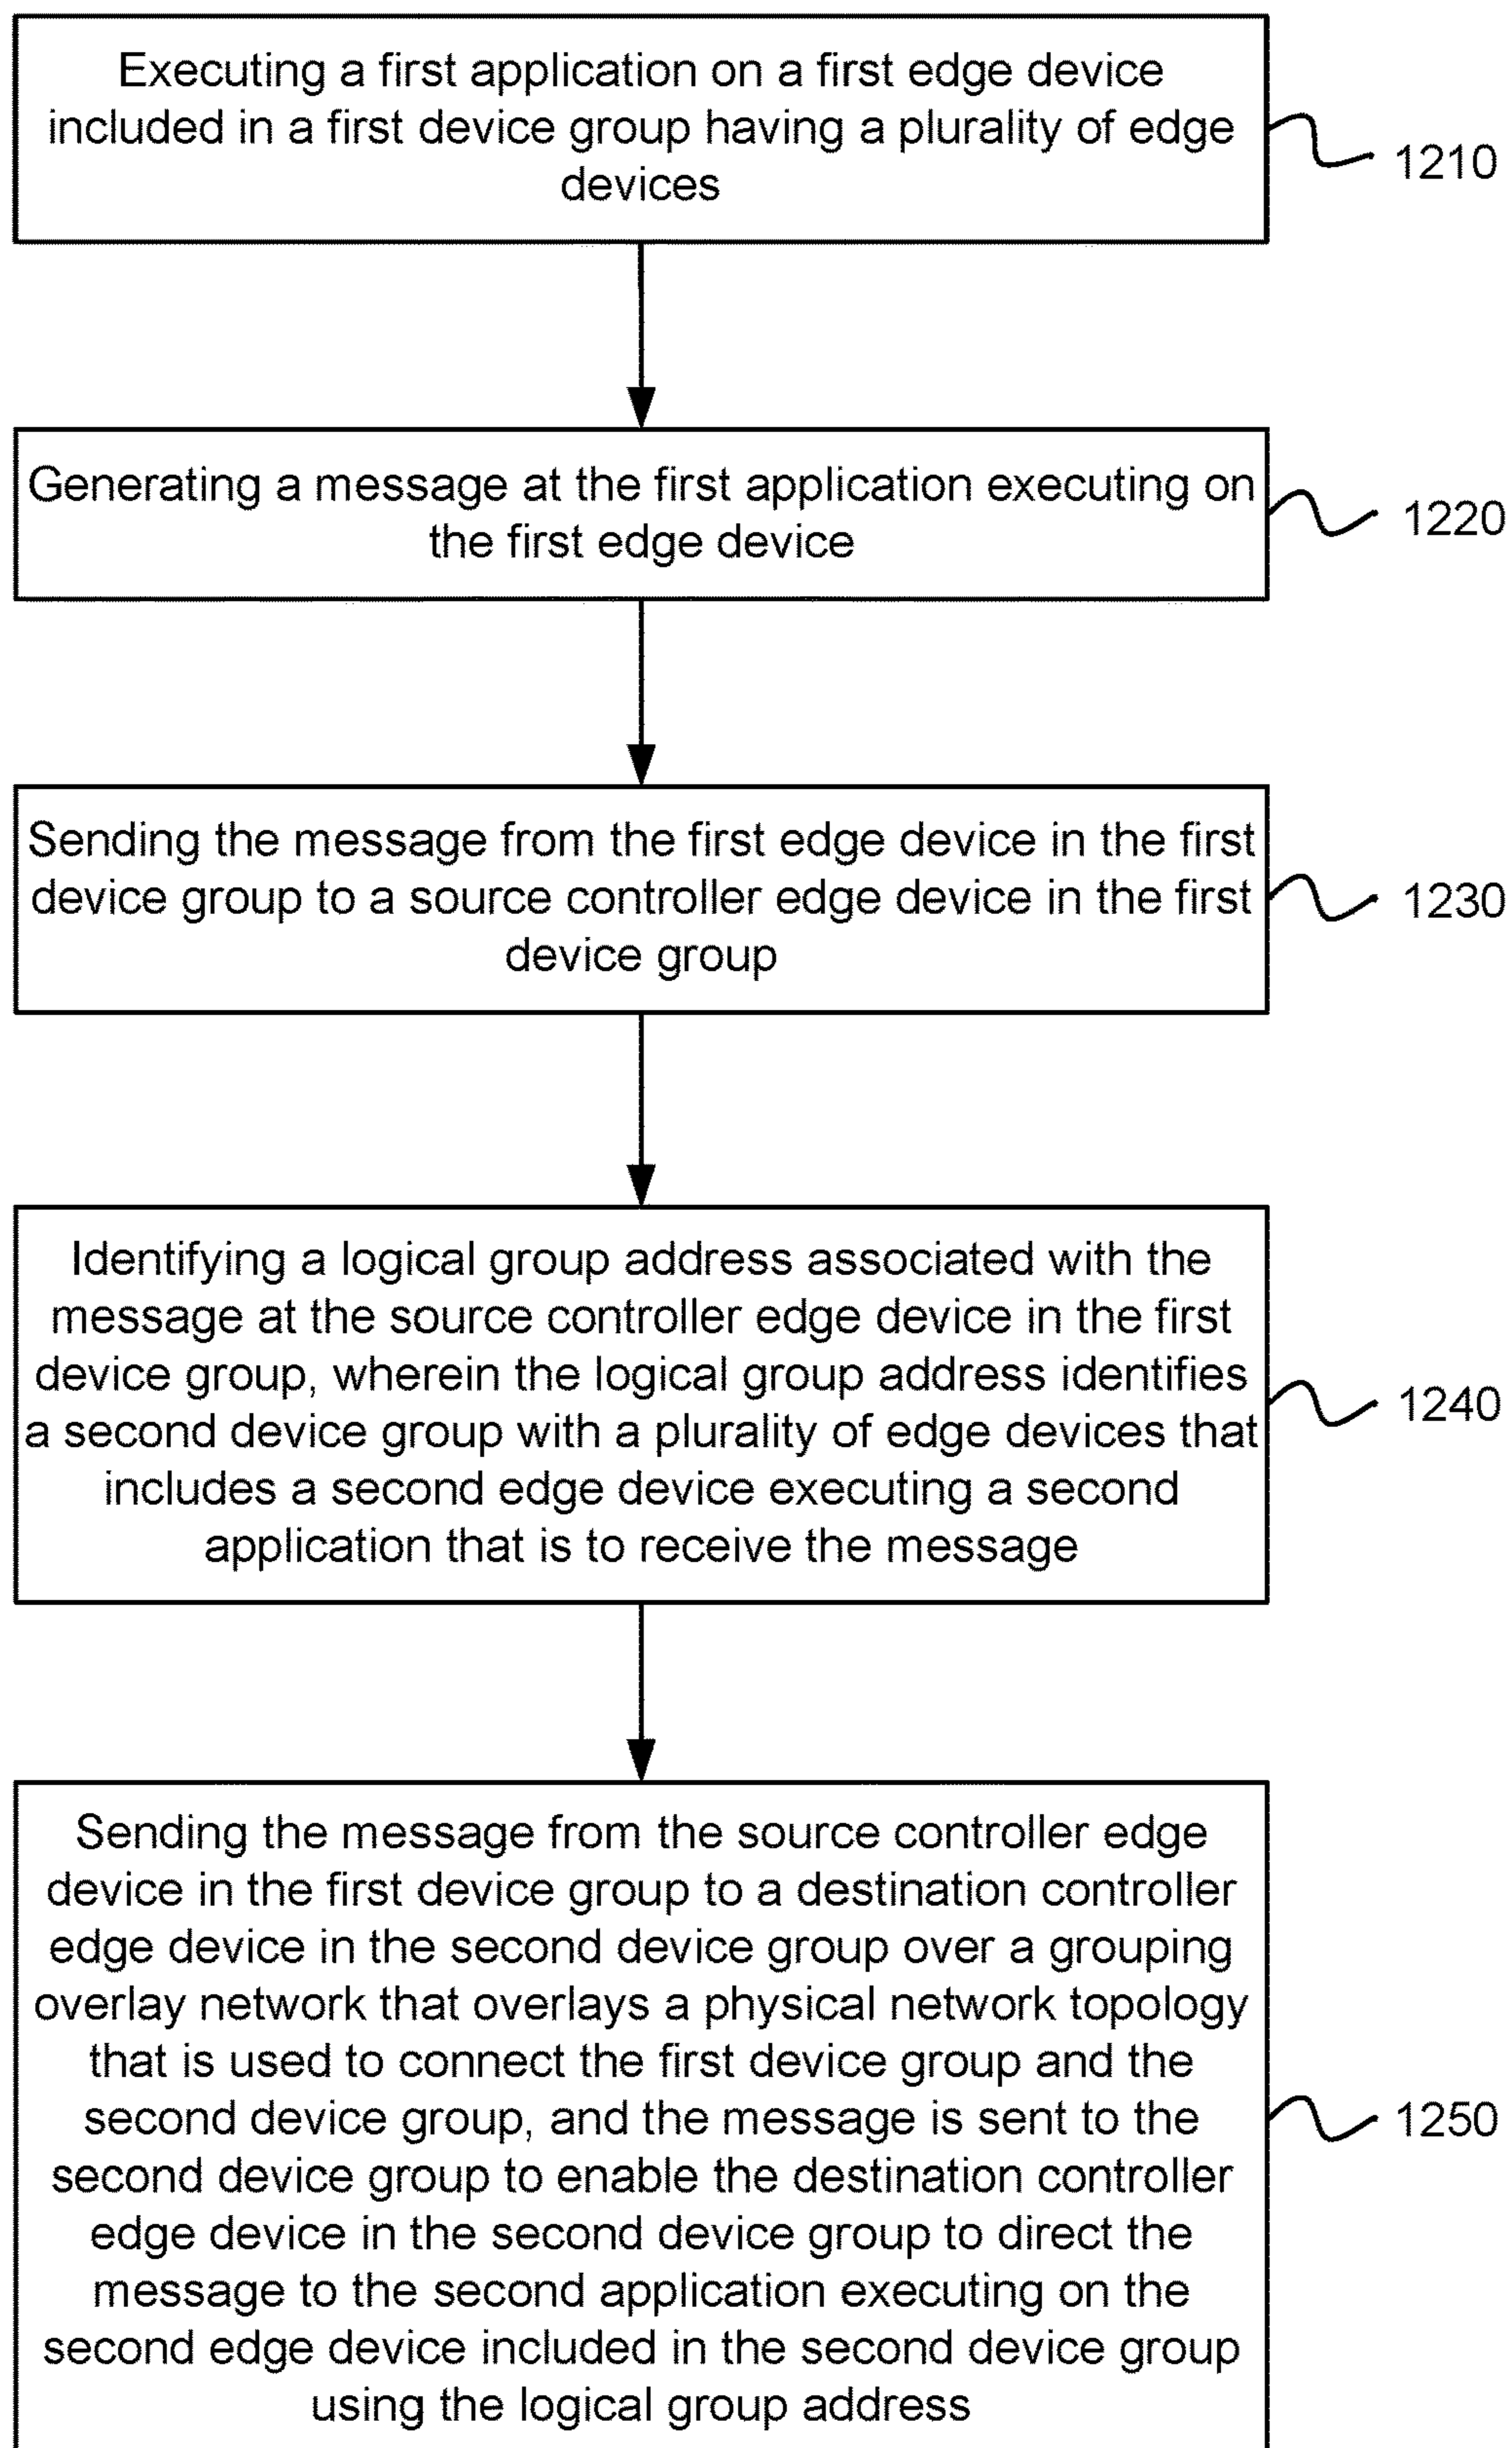 Executing a first application on a first edge device
included in a first device group having a plurality of edge
devices
1210
Generating a message at the first application executing on
the first edge device
1220
Sending the message from the first edge device in the first
device group to a source controller edge device in the first
device group
1230
Identifying a logical group address associated with the
message at the source controller edge device in the first
device group, wherein the logical group address identifies
a second device group with a plurality of edge devices that
includes a second edge device executing a second
application that is to receive the message
1240
Sending the message from the source controller edge
device in the first device group to a destination controller
edge device in the second device group over a grouping
overlay network that overlays a physical network topology
that is used to connect the first device group and the
second device group, and the message is sent to the
second device group to enable the destination controller
edge device in the second device group to direct the
message to the second application executing on the
second edge device included in the second device group
using the logical group address
1250